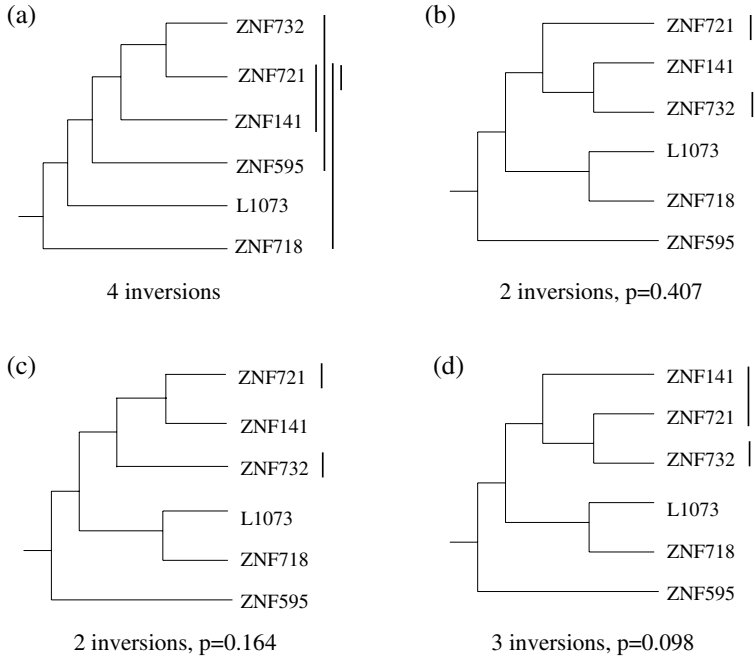 (a)
ZNF732
ZNF721
ZNF141
ZNF595
L1073
ZNF718
4 inversions
(b)
ZNF721
ZNF141
ZNF732
L1073
ZNF718
ZNF595
2 inversions, p=0.407
(c)
ZNF721
ZNF141
ZNF732
L1073
ZNF718
ZNF595
2 inversions, p=0.164
(d)
ZNF141
ZNF721
ZNF732
L1073
ZNF718
ZNF595
3 inversions, p=0.098